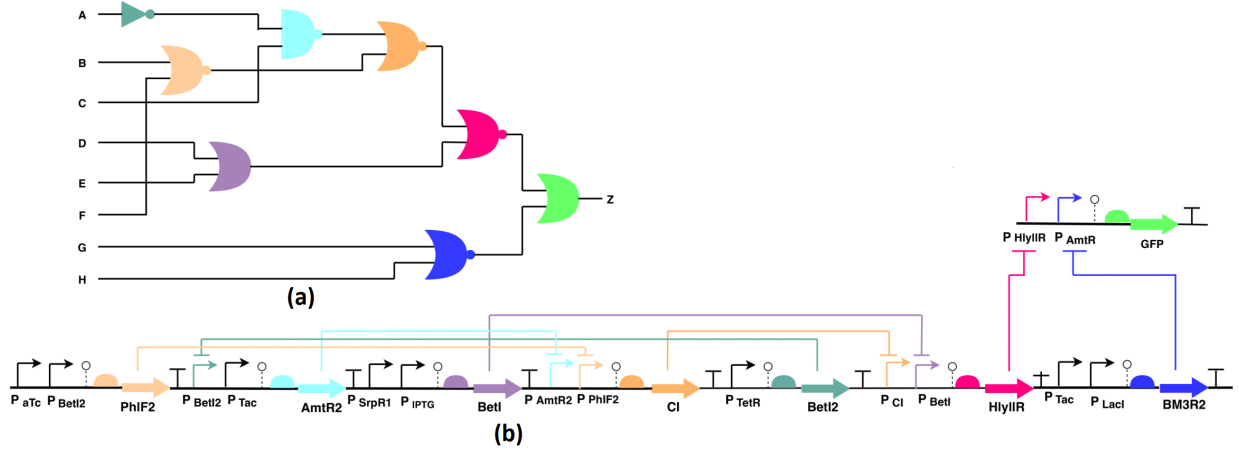 A
B
C
D
E
F
G
H
Z
(a)
P HlyIIR
P AmtR
GFP
P aTc
P BetI2
PhlF2
P BetI2
P Tac
AmtR2
P SrpR1
P IPTG
BetI
P AmtR2
P PhlF2
CI
P TetR
BetI2
P CI
P BetI
HlyIIR
P Tac
P LacI
BM3R2
(b)